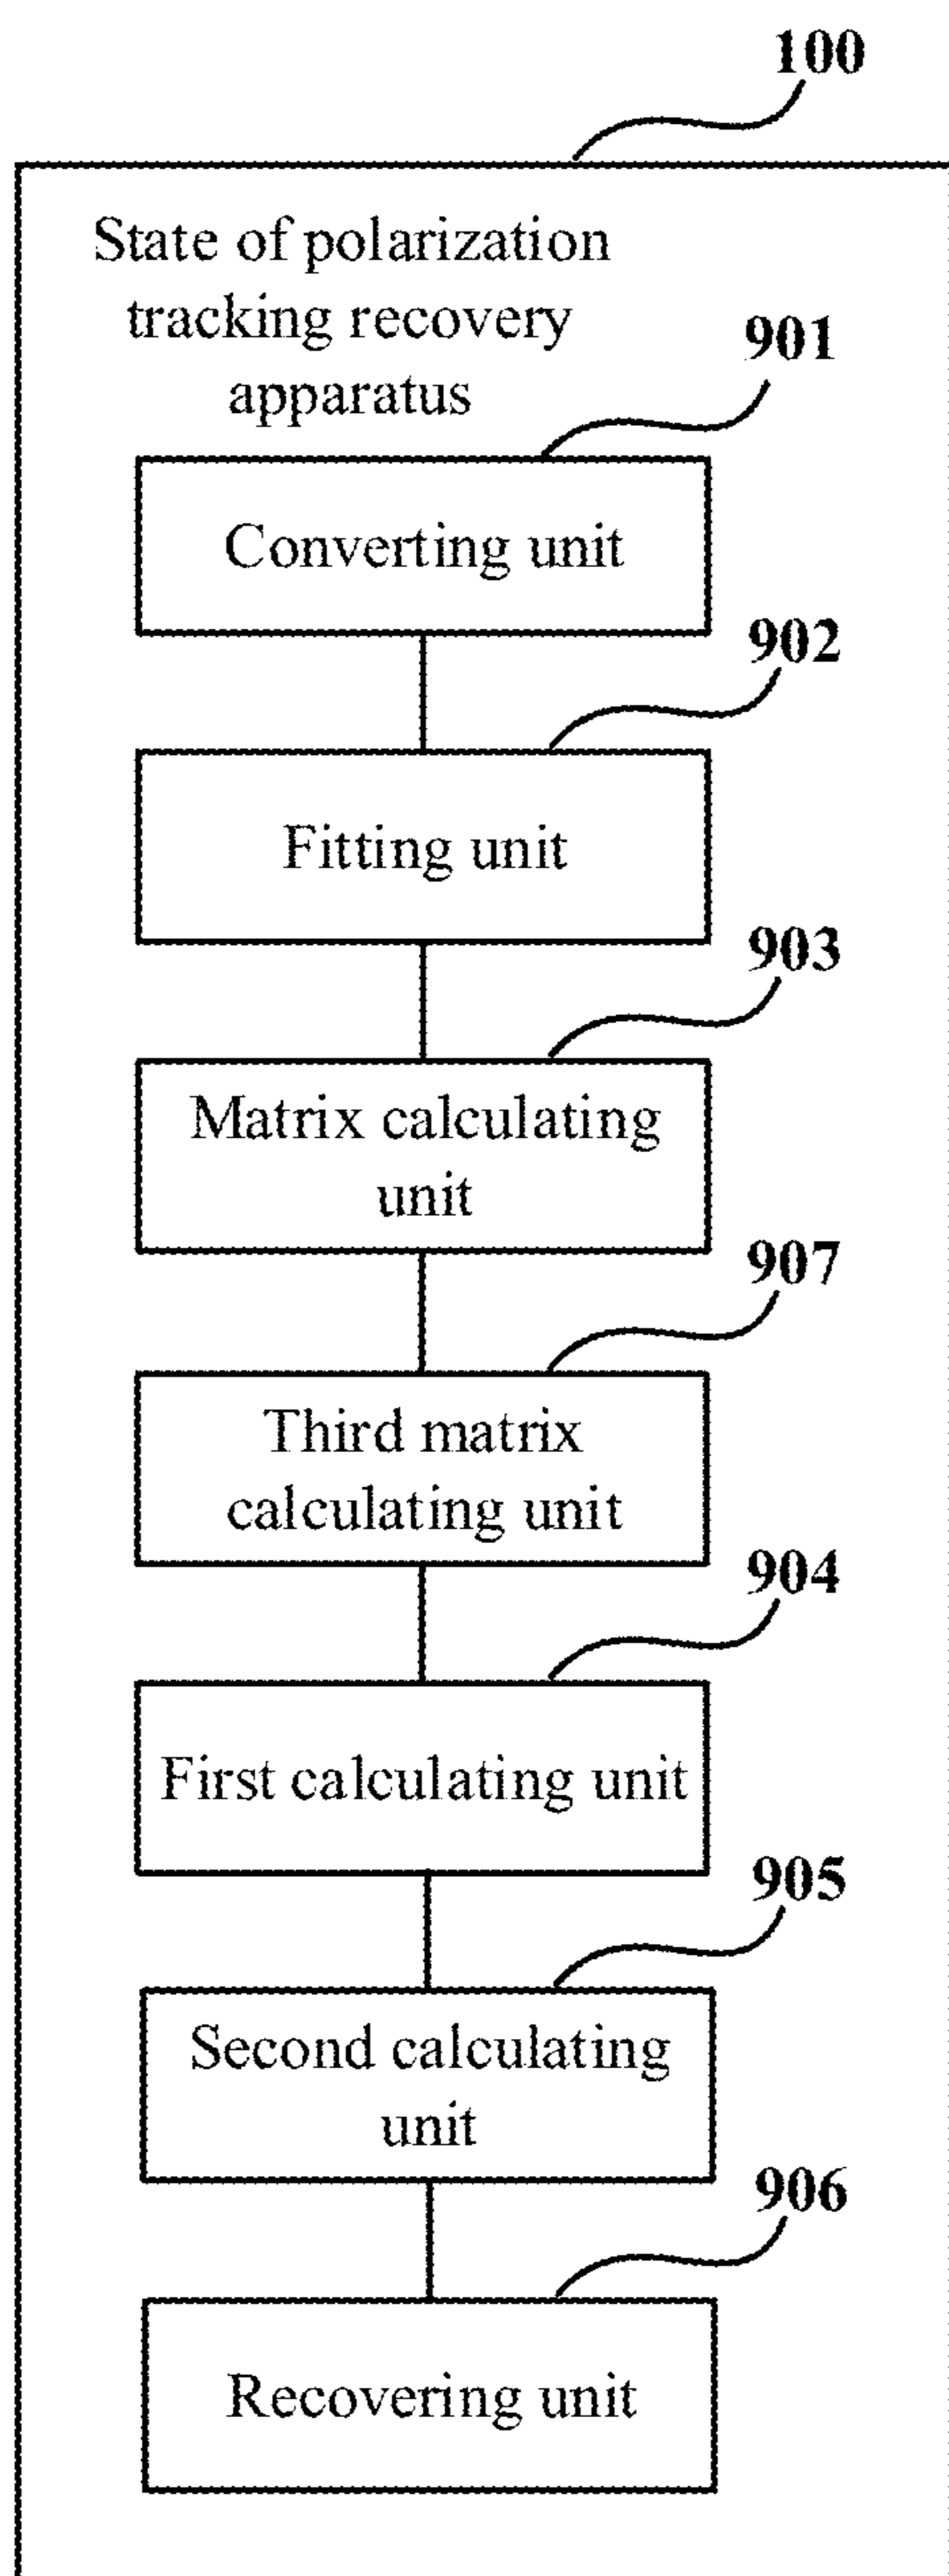 100
State of polarization
tracking recovery
apparatus
901
Converting unit
902
Fitting unit
903
Matrix calculating
unit
907
Third matrix
calculating unit
904
First calculating unit
905
Second calculating
unit
906
Recovering unit